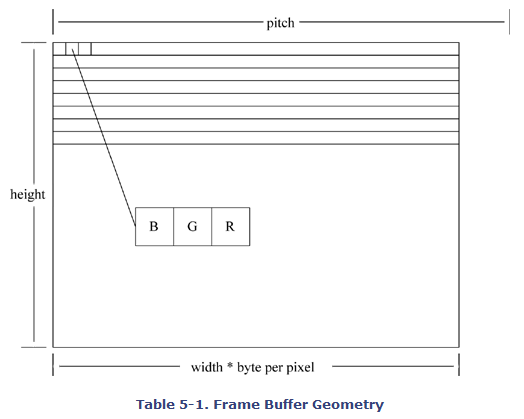 pitch
height
B G R
width * byte per pixel
Table 5-1. Frame Buffer Geometry